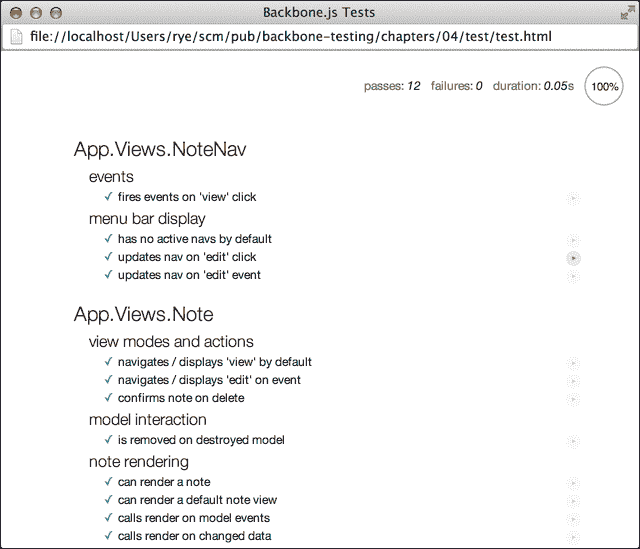 Backbone.js Tests
file://localhost/Users/rye/scm/pub/backbone-testing/chapters/04/test/test.html
passes: 12 failures: 0 duration: 0.05s 100%
App.Views.NoteNav
events
✓ fires events on 'view' click
menu bar display
✓ has no active navs by default
✓ updates nav on 'edit' click
✓ updates nav on 'edit' event
App.Views.Note
view modes and actions
✓ navigates / displays 'view' by default
✓ navigates / displays 'edit' on event
✓ confirms note on delete
model interaction
✓ is removed on destroyed model
note rendering
✓ can render a note
✓ can render a default note view
✓ calls render on model events
✓ calls render on changed data